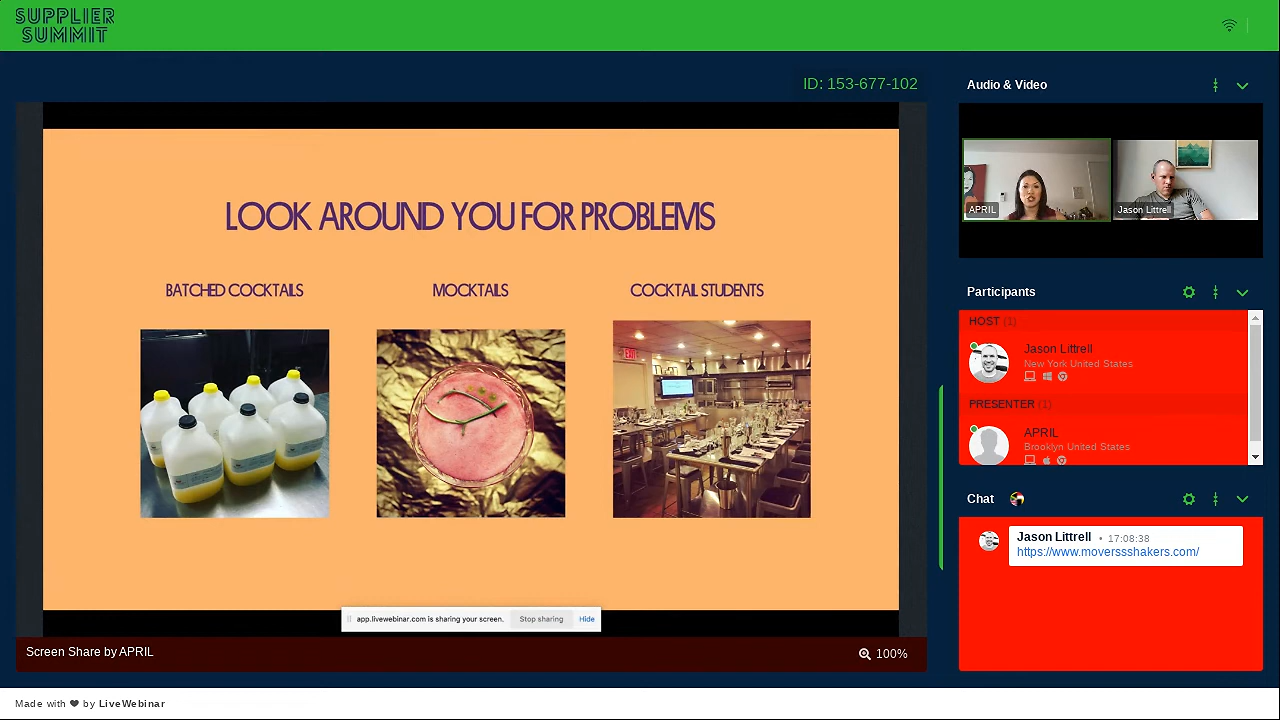 SUPPLIER
SUMMIT
ID: 153-677-102
LOOK AROUND YOU FOR PROBLEMS
BATCHED COCKTAILS
MOCKTAILS
COCKTAIL STUDENTS
EXIT
app.livewebinar.com is sharing your screen.
Stop sharing
Hide
Screen Share by APRIL
100%
Audio & Video
APRIL
Jason Littrell
Participants
HOST (1)
Jason Littrell
New York United States
PRESENTER (1)
APRIL
Brooklyn United States
Chat
Jason Littrell • 17:08:38
https://www.moverssshakers.com/
Made with ❤ by LiveWebinar